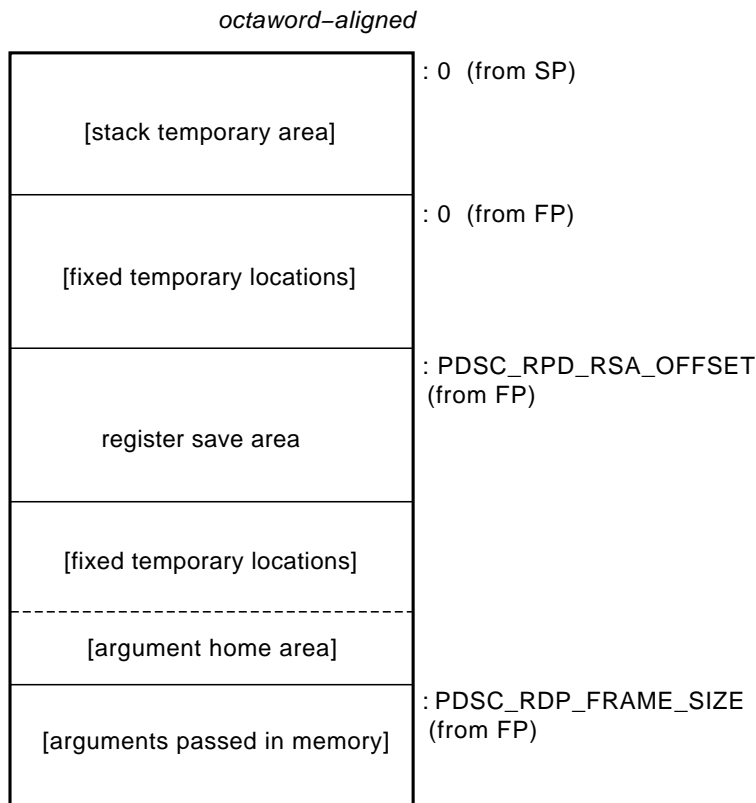 octaword–aligned
: 0 (from SP)
[stack temporary area]
: 0 (from FP)
[fixed temporary locations]
: PDSC_RPD_RSA_OFFSET
(from FP)
register save area
[fixed temporary locations]
[argument home area]
: PDSC_RDP_FRAME_SIZE
(from FP)
[arguments passed in memory]